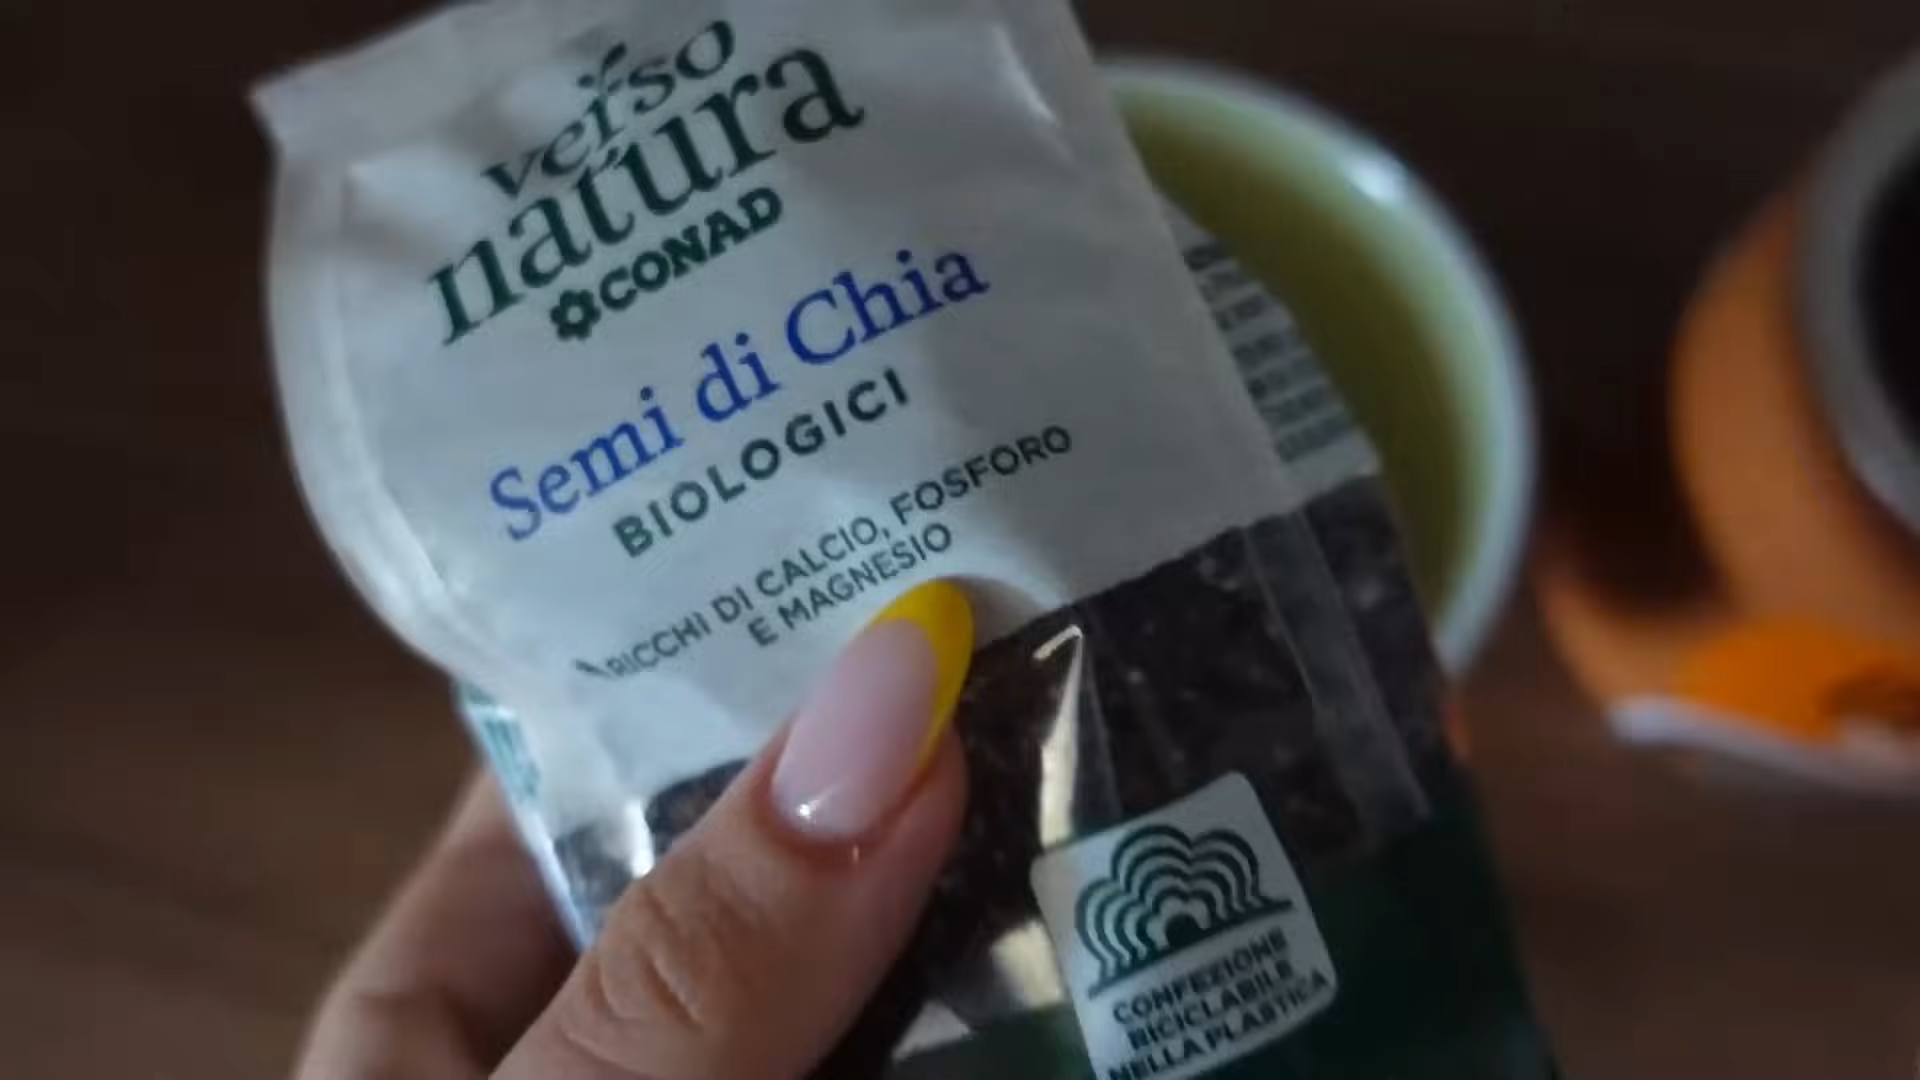 verso
natura
CONAD
Semi di Chia
BIOLOGICI
RICCHI DI CALCIO, FOSFORO
E MAGNESIO
CONFEZIONE
RICICLABILE
NELLA PLASTICA